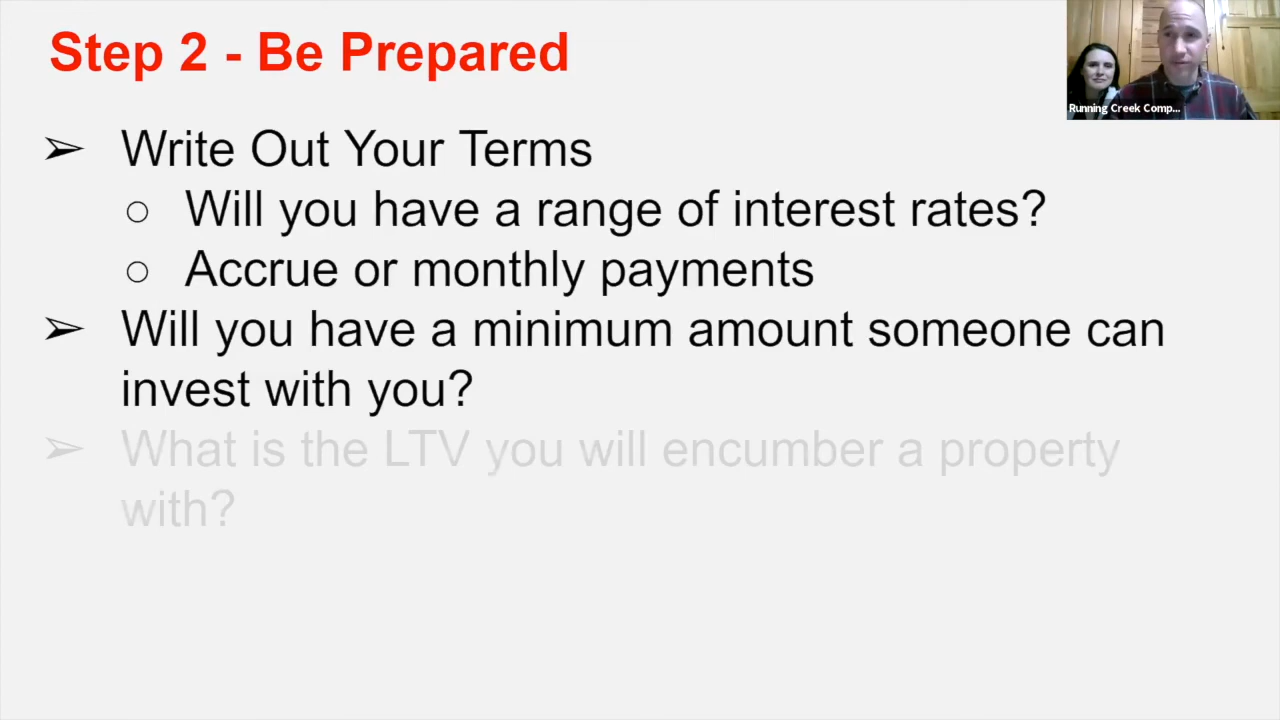 Step 2 - Be Prepared
Running Creek Comp...
➢ Write Out Your Terms
○ Will you have a range of interest rates?
○ Accrue or monthly payments
➢ Will you have a minimum amount someone can
invest with you?
➢ What is the LTV you will encumber a property
with?